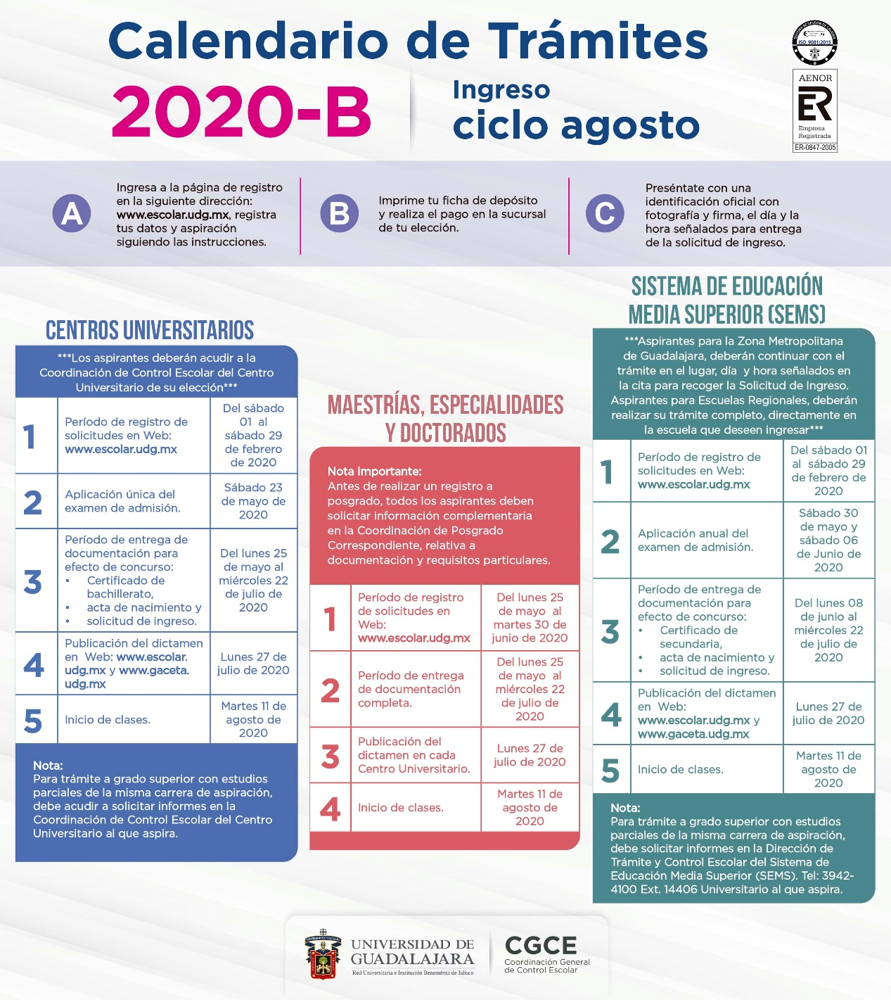 Calendario de Trámites
2020-B
Ingreso
ciclo agosto
ISO 9001:2015
AENOR
ER
Empresa
Registrada
ER-0847-2005
A
Ingresa a la página de registro
en la siguiente dirección:
www.escolar.udg.mx, registra
tus datos y aspiración
siguiendo las instrucciones.
B
Imprime tu ficha de depósito
y realiza el pago en la sucursal
de tu elección.
C
Preséntate con una
identificación oficial con
fotografía y firma, el día y la
hora señalados para entrega
de la solicitud de ingreso.
CENTROS UNIVERSITARIOS
***Los aspirantes deberán acudir a la
Coordinación de Control Escolar del Centro
Universitario de su elección***
1
Período de registro de
solicitudes en Web:
www.escolar.udg.mx
Del sábado
01 al
sábado 29
de febrero
de 2020
2
Aplicación única del
examen de admisión.
Sábado 23
de mayo de
2020
3
Período de entrega de
documentación para
efecto de concurso:
• Certificado de
bachillerato,
• acta de nacimiento y
• solicitud de ingreso.
Del lunes 25
de mayo al
miércoles 22
de julio de
2020
4
Publicación del dictamen
en Web: www.escolar.
udg.mx y www.gaceta.
udg.mx
Lunes 27 de
julio de 2020
5
Inicio de clases.
Martes 11 de
agosto de
2020
Nota:
Para trámite a grado superior con estudios
parciales de la misma carrera de aspiración,
debe acudir a solicitar informes en la
Coordinación de Control Escolar del Centro
Universitario al que aspira.
MAESTRÍAS, ESPECIALIDADES
Y DOCTORADOS
Nota importante:
Antes de realizar un registro a
posgrado, todos los aspirantes deben
solicitar información complementaria
en la Coordinación de Posgrado
Correspondiente, relativa a
documentación y requisitos particulares.
1
Período de registro
de solicitudes en
Web:
www.escolar.udg.mx
Del lunes 25
de mayo al
martes 30 de
junio de 2020
2
Período de entrega
de documentación
completa.
Del lunes 25
de mayo al
miércoles 22
de julio de
2020
3
Publicación del
dictamen en cada
Centro Universitario.
Lunes 27 de
julio de 2020
4
Inicio de clases.
Martes 11 de
agosto de
2020
SISTEMA DE EDUCACIÓN
MEDIA SUPERIOR (SEMS)
***Aspirantes para la Zona Metropolitana
de Guadalajara, deberán continuar con el
trámite en el lugar, día y hora señalados en
la cita para recoger la Solicitud de Ingreso.
Aspirantes para Escuelas Regionales, deberán
realizar su trámite completo, directamente en
la escuela que deseen ingresar***
1
Período de registro de
solicitudes en Web:
www.escolar.udg.mx
Del sábado 01
al sábado 29
de febrero de
2020
2
Aplicación anual del
examen de admisión.
Sábado 30
de mayo y
sábado 06
de Junio de
2020
3
Período de entrega de
documentación para
efecto de concurso:
• Certificado de
secundaria,
• acta de nacimiento y
• solicitud de ingreso.
Del lunes 08
de junio al
miércoles 22
de julio de
2020
4
Publicación del dictamen
en Web:
www.escolar.udg.mx y
www.gaceta.udg.mx
Lunes 27 de
julio de 2020
5
Inicio de clases.
Martes 11 de
agosto de
2020
Nota:
Para trámite a grado superior con estudios
parciales de la misma carrera de aspiración,
debe solicitar informes en la Dirección de
Trámite y Control Escolar del Sistema de
Educación Media Superior (SEMS). Tel: 3942-
4100 Ext. 14406 Universitario al que aspira.
UNIVERSIDAD DE
GUADALAJARA
Red Universitaria e Institución Benemérita de Jalisco
CGCE
Coordinación General
de Control Escolar